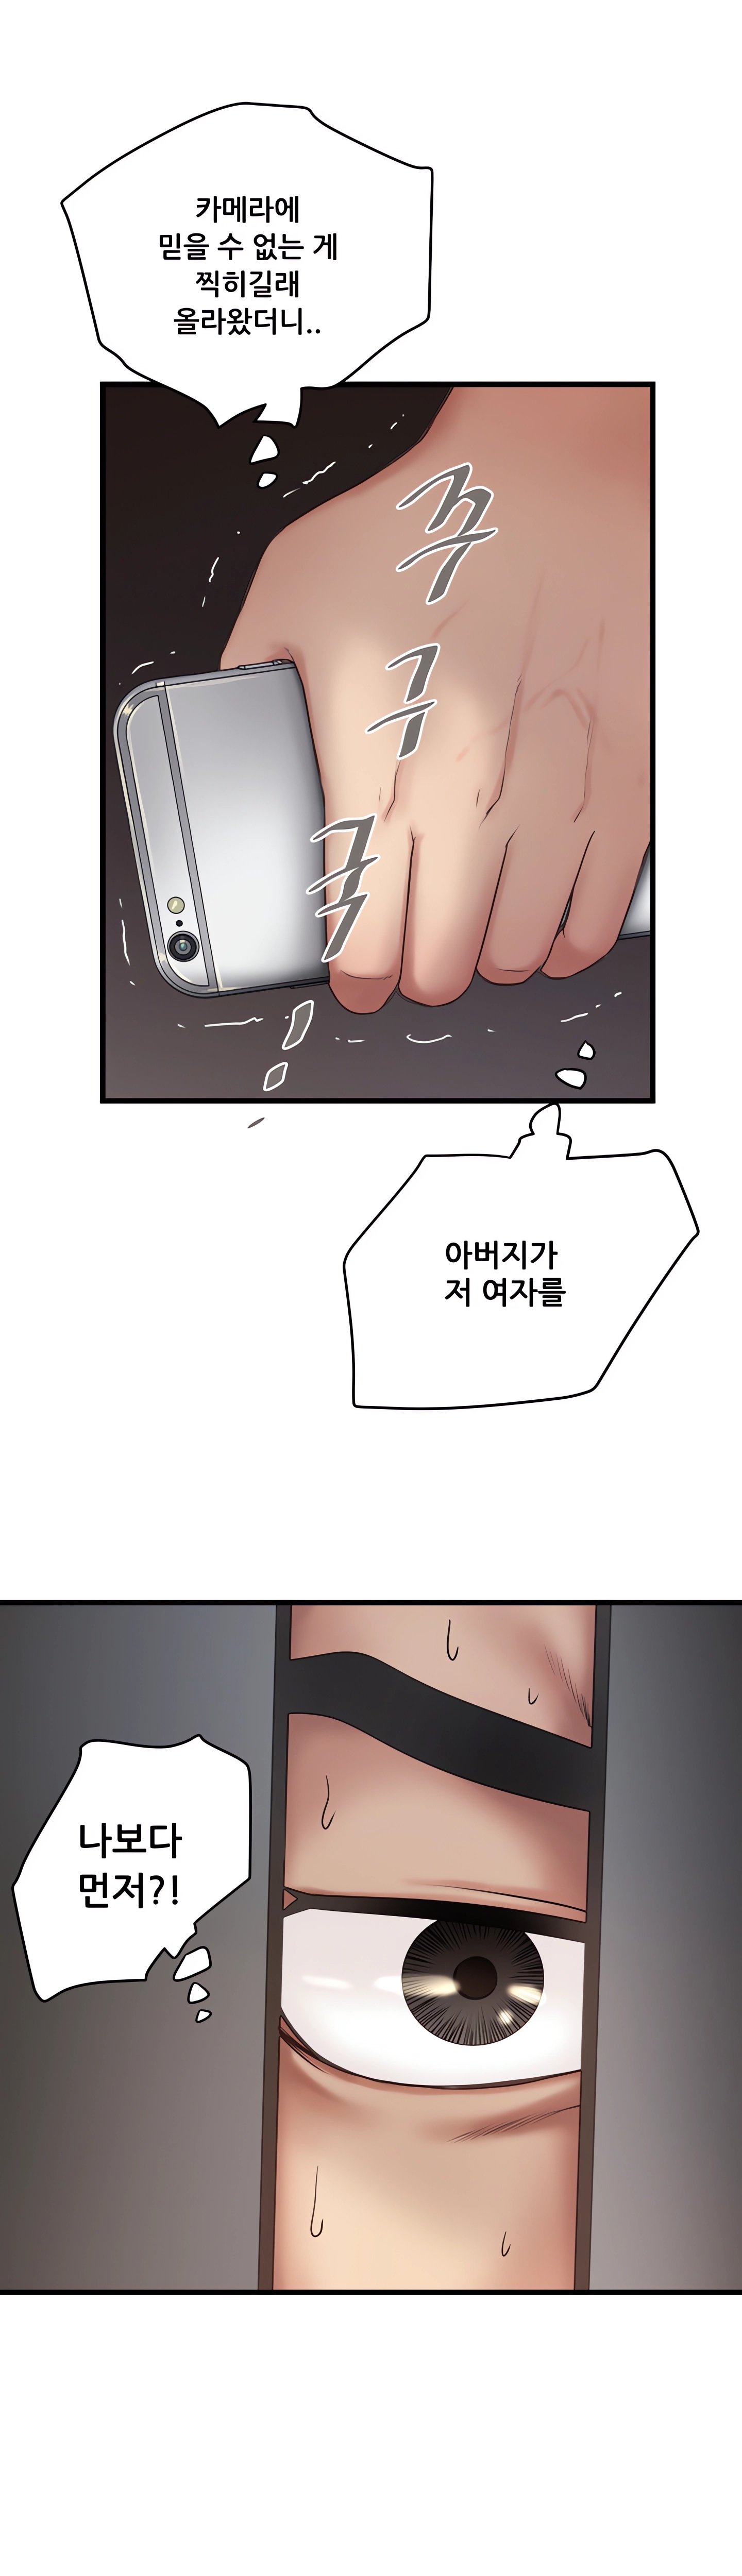 카메라에
믿을 수 없는 게
찍히길래
올라왔더니..
꾸
구
국
아버지가
저 여자를
나보다
먼저?!